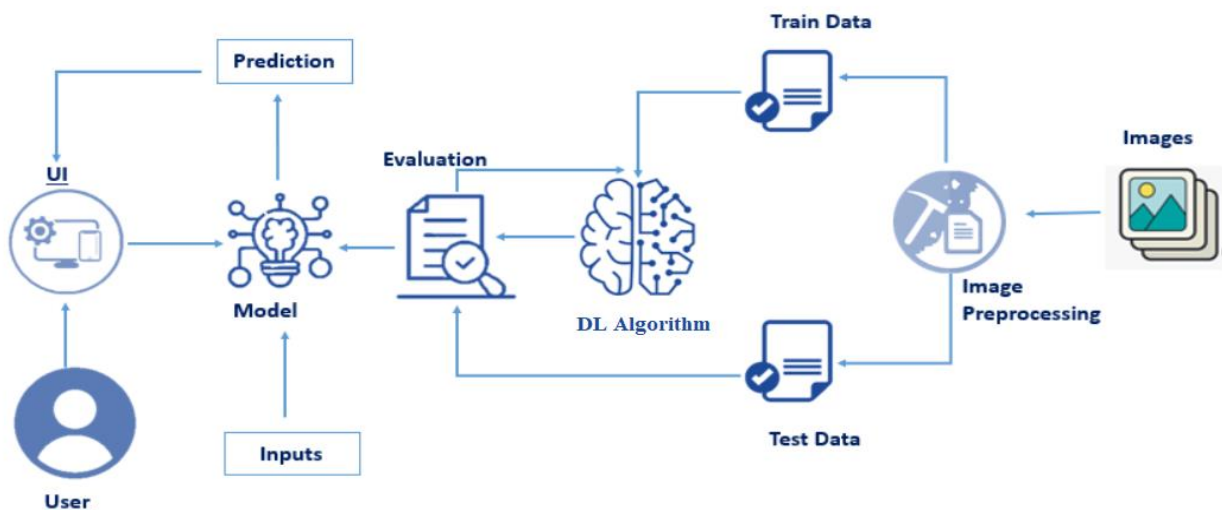 Train Data
Prediction
Images
Evaluation
UI
Model
Image
Preprocessing
DL Algorithm
Test Data
Inputs
User